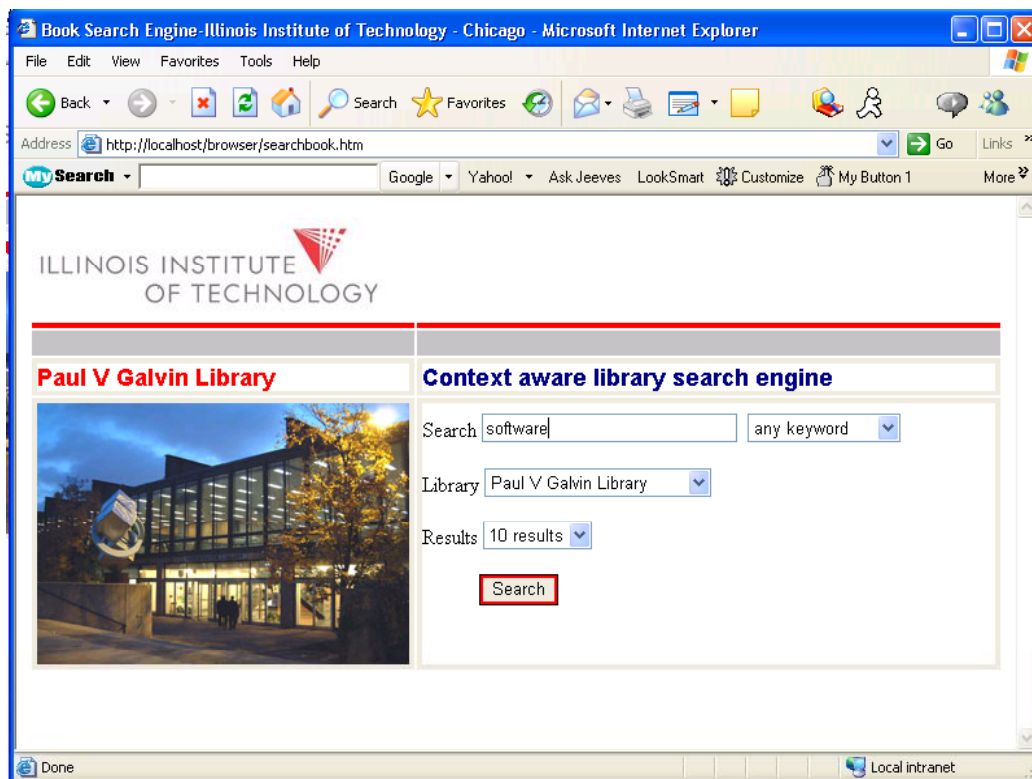 Book Search Engine-Illinois Institute of Technology - Chicago - Microsoft Internet Explorer
File Edit View Favorites Tools Help
Back Search Favorites
Address http://localhost/browser/searchbook.htm Go Links »
My Search Google Yahoo! Ask Jeeves LookSmart Customize My Button 1 More »
ILLINOIS INSTITUTE
OF TECHNOLOGY
Paul V Galvin Library Context aware library search engine
Search software any keyword
Library Paul V Galvin Library
Results 10 results
Search
Done Local intranet